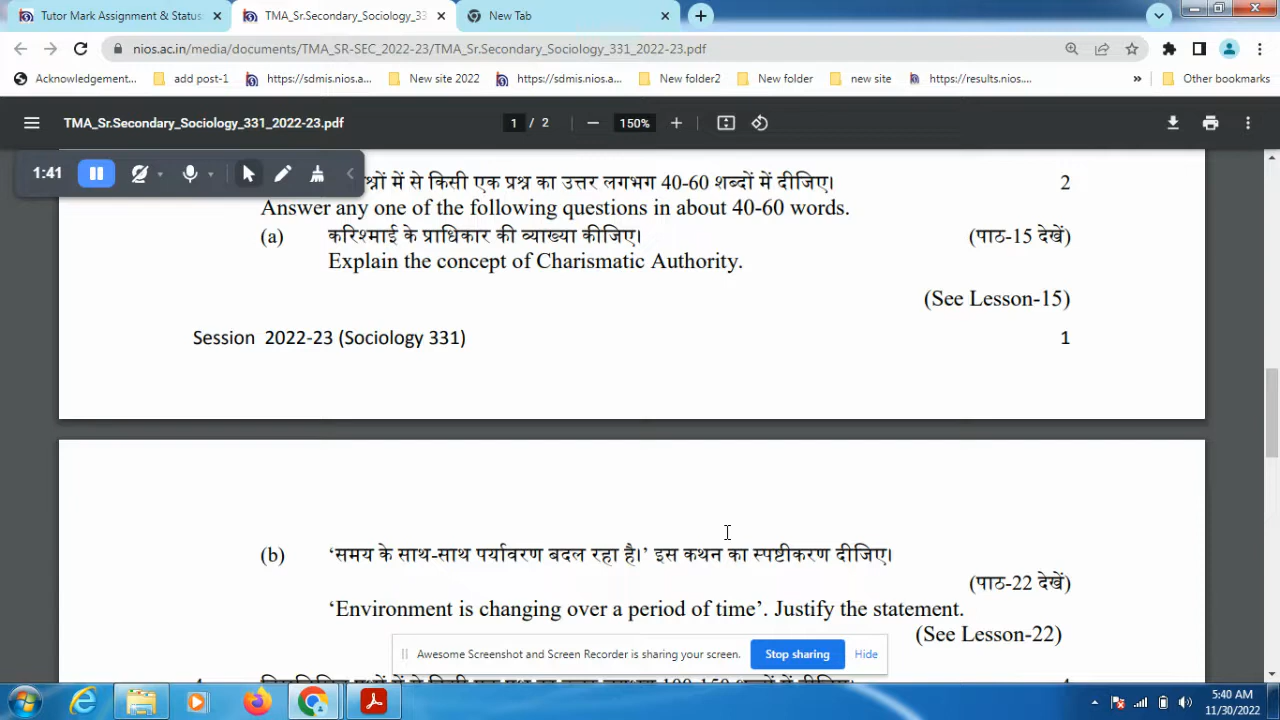 Tutor Mark Assignment & Status
TMA_Sr.Secondary_Sociology_33
New Tab
nios.ac.in/media/documents/TMA_SR-SEC_2022-23/TMA_Sr.Secondary_Sociology_331_2022-23.pdf
Acknowledgement... add post-1 https://sdmis.nios.a... New site 2022 https://sdmis.nios.a... New folder2 New folder new site https://results.nios.... » Other bookmarks
TMA_Sr.Secondary_Sociology_331_2022-23.pdf 1 / 2 150%
1:41
में से किसी एक प्रश्न का उत्तर लगभग 40-60 शब्दों में दीजिए। 2
Answer any one of the following questions in about 40-60 words.
(a) करिश्माई के प्राधिकार की व्याख्या कीजिए। (पाठ-15 देखें)
Explain the concept of Charismatic Authority.
(See Lesson-15)
Session 2022-23 (Sociology 331) 1
(b) ‘समय के साथ-साथ पर्यावरण बदल रहा है।’ इस कथन का स्पष्टीकरण दीजिए।
(पाठ-22 देखें)
‘Environment is changing over a period of time’. Justify the statement.
(See Lesson-22)
Awesome Screenshot and Screen Recorder is sharing your screen. Stop sharing Hide
5:40 AM
11/30/2022